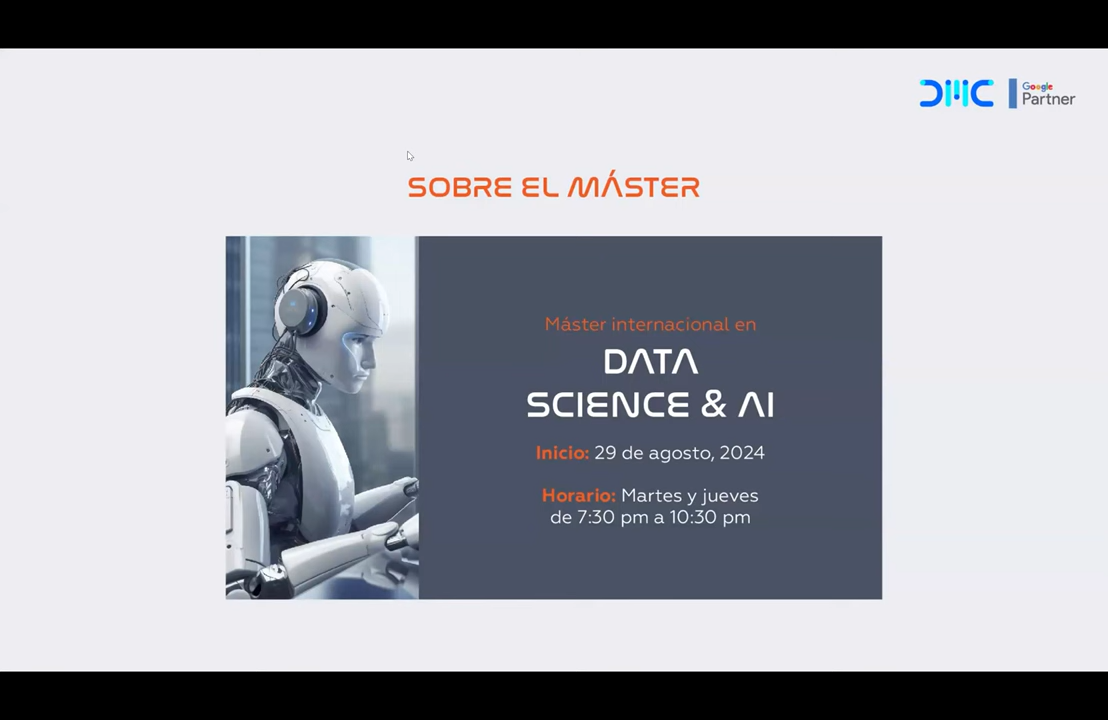 DMC
Google
Partner
SOBRE EL MÁSTER
Máster internacional en
DATA
SCIENCE & AI
Inicio: 29 de agosto, 2024
Horario: Martes y jueves
de 7:30 pm a 10:30 pm